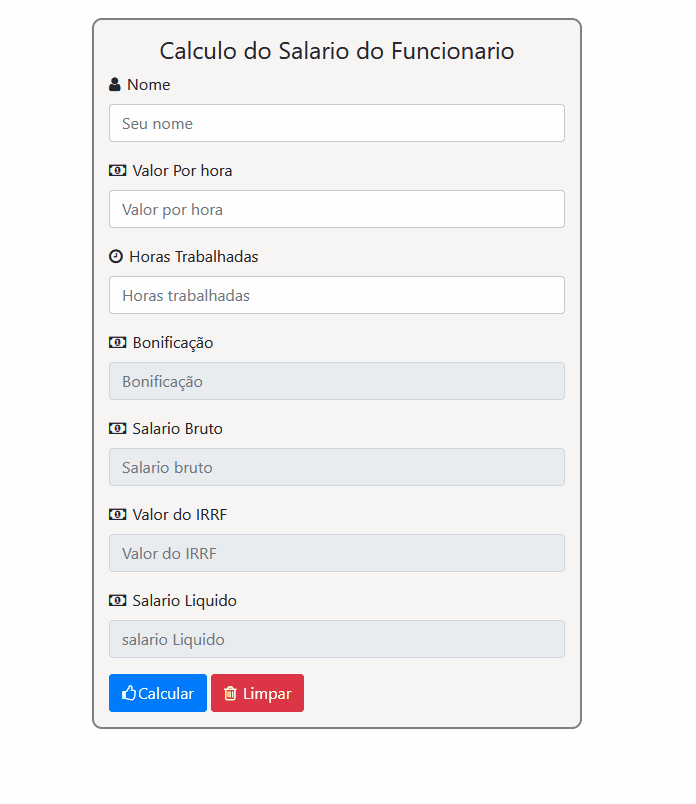 Calculo do Salario do Funcionario
Nome
Seu nome
Valor Por hora
Valor por hora
Horas Trabalhadas
Horas trabalhadas
Bonificação
Bonificação
Salario Bruto
Salario bruto
Valor do IRRF
Valor do IRRF
Salario Liquido
salario Liquido
Calcular Limpar